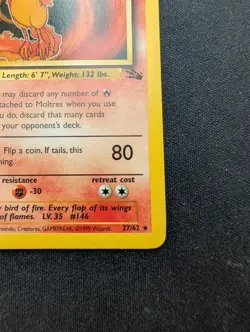 Length: 6' 7", Weight: 132 lbs.
may discard any number of
ttached to Moltres when you use
u do, discard that many cards
your opponent's deck.
Flip a coin. If tails, this
80
ning.
resistance
retreat cost
-30
y bird of fire. Every flap of its wings
of flames. LV. 35 #146
ntendo, Creatures, GAMEFREAK. ©1999 Wizards.
27/62 ★